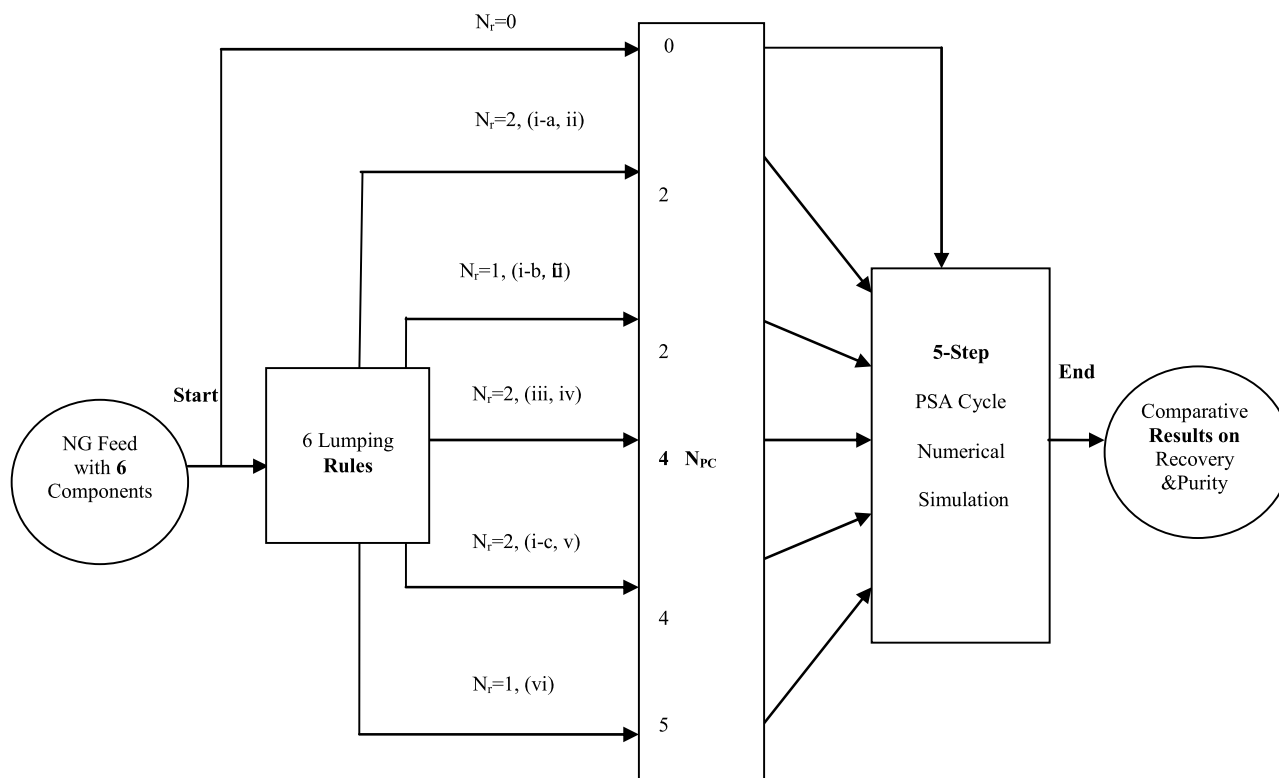 Nr=0
0
Nr=2, (i-a, ii)
2
Nr=1, (i-b,
2
Start
NG Feed
with 6
Components
6 Lumping
Rules
Nr=2, (iii, iv)
4 NPC
Nr=2, (i-c, v)
4
Nr=1, (vi)
5
5-Step
PSA Cycle
Numerical
Simulation
End
Comparative
Results on
Recovery
&Purity